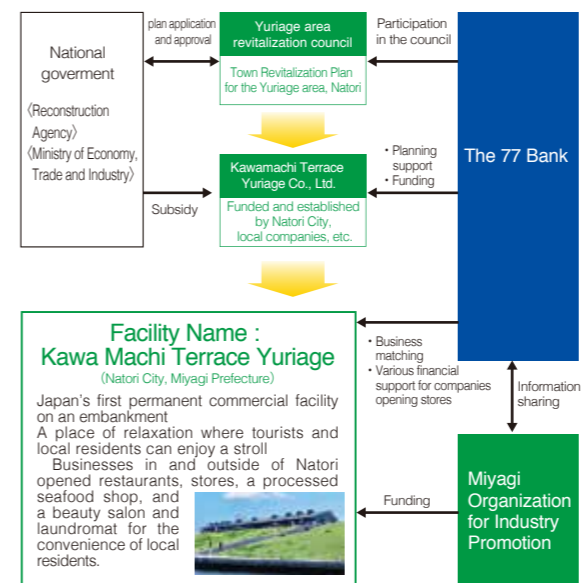 National
goverment
〈Reconstruction
Agency〉
〈Ministry of Economy,
Trade and Industry〉
plan application
and approval
Yuriage area
revitalization council
Town Revitalization Plan
for the Yuriage area, Natori
Participation
in the council
The 77 Bank
Subsidy
Kawamachi Terrace
Yuriage Co., Ltd.
Funded and established
by Natori City,
local companies, etc.
• Planning
support
• Funding
Facility Name :
Kawa Machi Terrace Yuriage
(Natori City, Miyagi Prefecture)
Japan's first permanent commercial facility
on an embankment
A place of relaxation where tourists and
local residents can enjoy a stroll
Businesses in and outside of Natori
opened restaurants, stores, a processed
seafood shop, and
a beauty salon and
laundromat for the
convenience of local
residents.
• Business
matching
• Various financial
support for companies
opening stores
Information
sharing
Funding
Miyagi
Organization
for Industry
Promotion